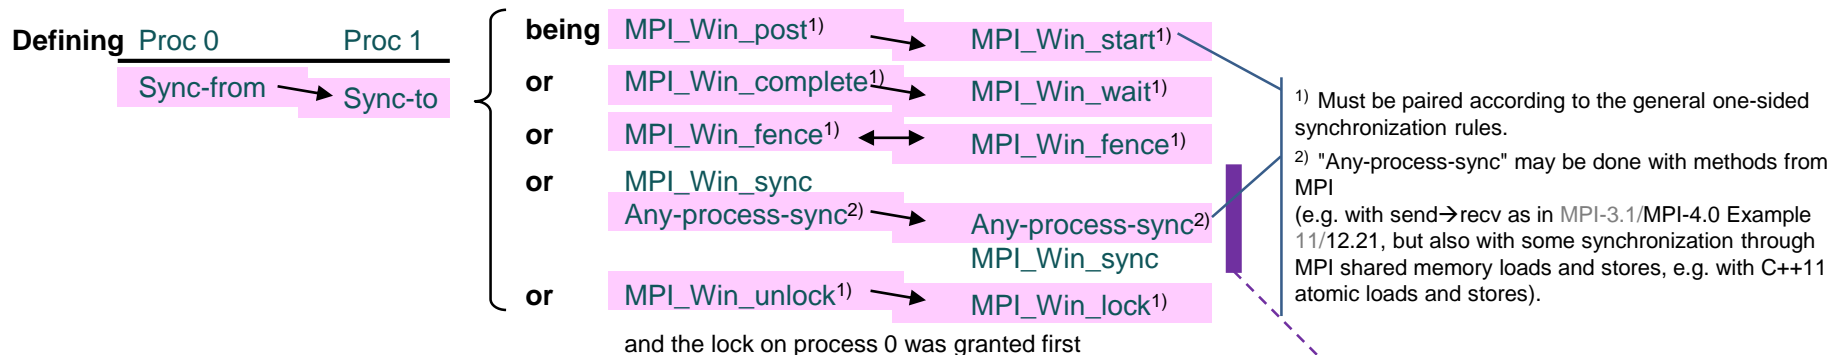 Defining Proc 0 Proc 1
Sync-from Sync-to
being MPI_Win_post1) MPI_Win_start1)
or MPI_Win_complete1) MPI_Win_wait1)
or MPI_Win_fence1) MPI_Win_fence1)
or MPI_Win_sync
Any-process-sync2) Any-process-sync2)
MPI_Win_sync
or MPI_Win_unlock1) MPI_Win_lock1)
and the lock on process 0 was granted first
1) Must be paired according to the general one-sided
synchronization rules.
2) "Any-process-sync" may be done with methods from
MPI
(e.g. with send→recv as in MPI-3.1/MPI-4.0 Example
11/12.21, but also with some synchronization through
MPI shared memory loads and stores, e.g. with C++11
atomic loads and stores).